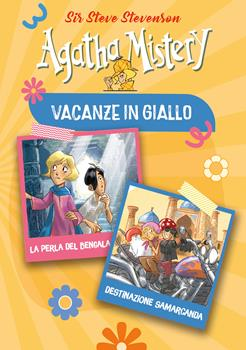 Sir Steve Stevenson
Agatha Mistery
VACANZE IN GIALLO
LA PERLA DEL BENGALA
DESTINAZIONE SAMARCANDA